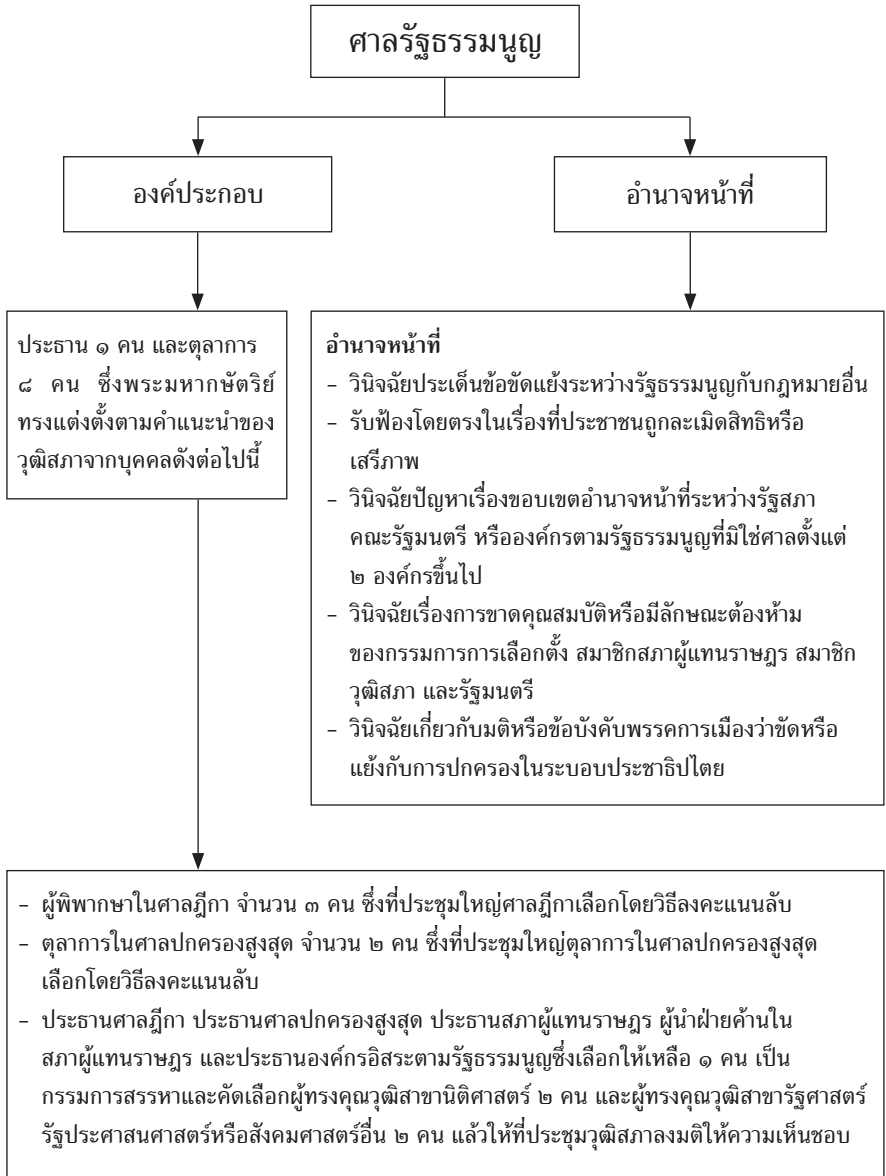 ศาลรัฐธรรมนูญ
องค์ประกอบ
อำนาจหน้าที่
ประธาน ๑ คน และตุลาการ
๘ คน ซึ่งพระมหากษัตริย์
ทรงแต่งตั้งตามคำแนะนำของ
วุฒิสภาจากบุคคลดังต่อไปนี้
อำนาจหน้าที่
– วินิจฉัยประเด็นข้อขัดแย้งระหว่างรัฐธรรมนูญกับกฎหมายอื่น
– รับฟ้องโดยตรงในเรื่องที่ประชาชนถูกละเมิดสิทธิหรือ
เสรีภาพ
– วินิจฉัยปัญหาเรื่องขอบเขตอำนาจหน้าที่ระหว่างรัฐสภา
คณะรัฐมนตรี หรือองค์กรตามรัฐธรรมนูญที่มิใช่ศาลตั้งแต่
๒ องค์กรขึ้นไป
– วินิจฉัยเรื่องการขาดคุณสมบัติหรือมีลักษณะต้องห้าม
ของกรรมการการเลือกตั้ง สมาชิกสภาผู้แทนราษฎร สมาชิก
วุฒิสภา และรัฐมนตรี
– วินิจฉัยเกี่ยวกับมติหรือข้อบังคับพรรคการเมืองว่าขัดหรือ
แย้งกับการปกครองในระบอบประชาธิปไตย
– ผู้พิพากษาในศาลฎีกา จำนวน ๓ คน ซึ่งที่ประชุมใหญ่ศาลฎีกาเลือกโดยวิธีลงคะแนนลับ
– ตุลาการในศาลปกครองสูงสุด จำนวน ๒ คน ซึ่งที่ประชุมใหญ่ตุลาการในศาลปกครองสูงสุด
เลือกโดยวิธีลงคะแนนลับ
– ประธานศาลฎีกา ประธานศาลปกครองสูงสุด ประธานสภาผู้แทนราษฎร ผู้นำฝ่ายค้านใน
สภาผู้แทนราษฎร และประธานองค์กรอิสระตามรัฐธรรมนูญซึ่งเลือกให้เหลือ ๑ คน เป็น
กรรมการสรรหาและคัดเลือกผู้ทรงคุณวุฒิสาขานิติศาสตร์ ๒ คน และผู้ทรงคุณวุฒิสาขารัฐศาสตร์
รัฐประศาสนศาสตร์หรือสังคมศาสตร์อื่น ๒ คน แล้วให้ที่ประชุมวุฒิสภาลงมติให้ความเห็นชอบ